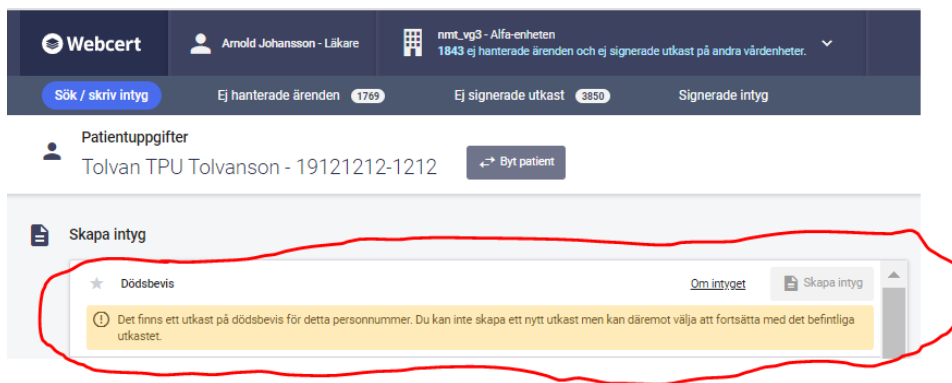 Webcert
Arnold Johansson - Läkare
nmt_vg3 - Alfa-enheten
1843 ej hanterade ärenden och ej signerade utkast på andra vårdenheter.
Sök / skriv intyg
Ej hanterade ärenden 1769
Ej signerade utkast 3850
Signerade intyg
Patientuppgifter
Tolvan TPU Tolvanson - 19121212-1212
Byt patient
Skapa intyg
Dödsbevis
Om intyget
Skapa intyg
Det finns ett utkast på dödsbevis för detta personnummer. Du kan inte skapa ett nytt utkast men kan däremot välja att fortsätta med det befintliga
utkastet.